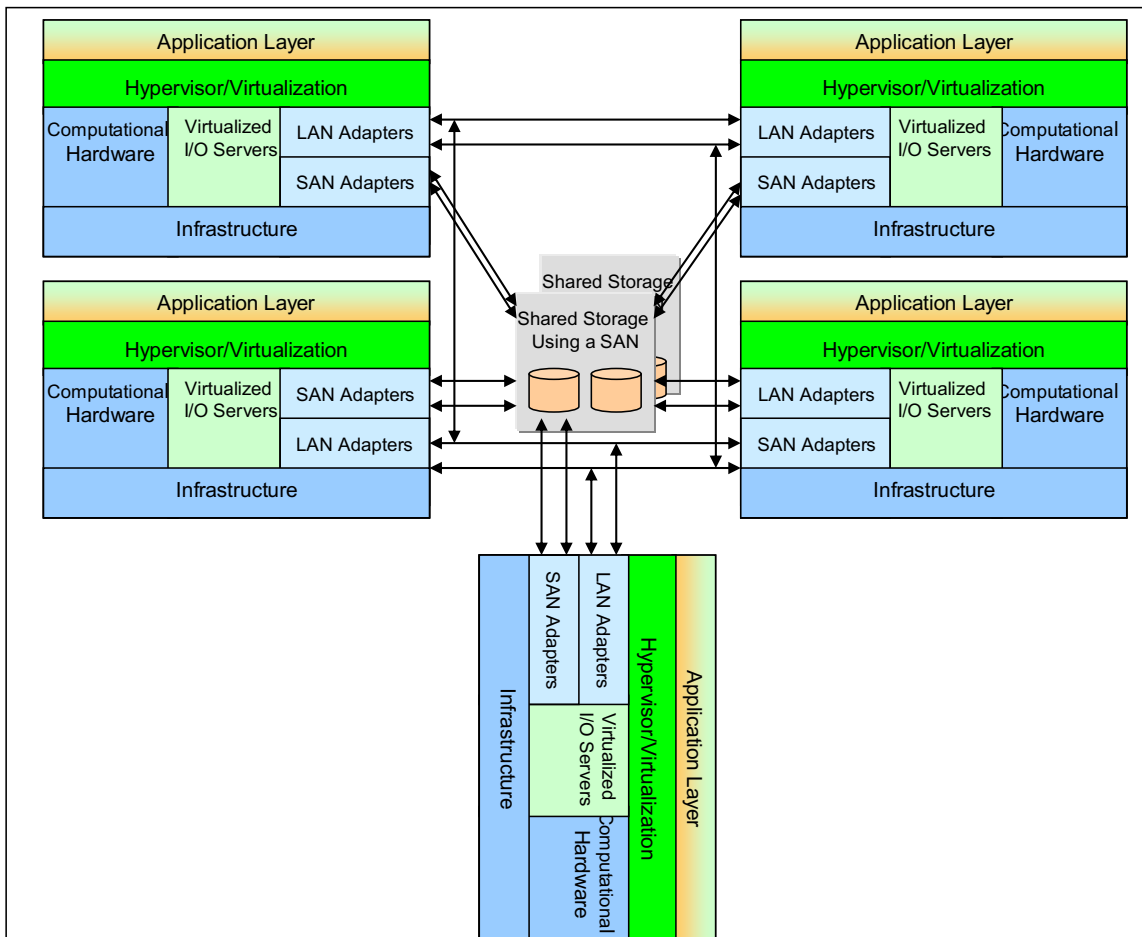 Application Layer
Hypervisor/Virtualization
Computational
Hardware
Virtualized
I/O Servers
LAN Adapters
SAN Adapters
Infrastructure
Application Layer
Hypervisor/Virtualization
LAN Adapters
SAN Adapters
Virtualized
I/O Servers
Computational
Hardware
Infrastructure
Shared Storage
Shared Storage
Using a SAN
Application Layer
Hypervisor/Virtualization
Computational
Hardware
Virtualized
I/O Servers
SAN Adapters
LAN Adapters
Infrastructure
Application Layer
Hypervisor/Virtualization
LAN Adapters
SAN Adapters
Virtualized
I/O Servers
Computational
Hardware
Infrastructure
Application Layer
Hypervisor/Virtualization
LAN Adapters
SAN Adapters
Virtualized
I/O Servers
Computational
Hardware
Infrastructure